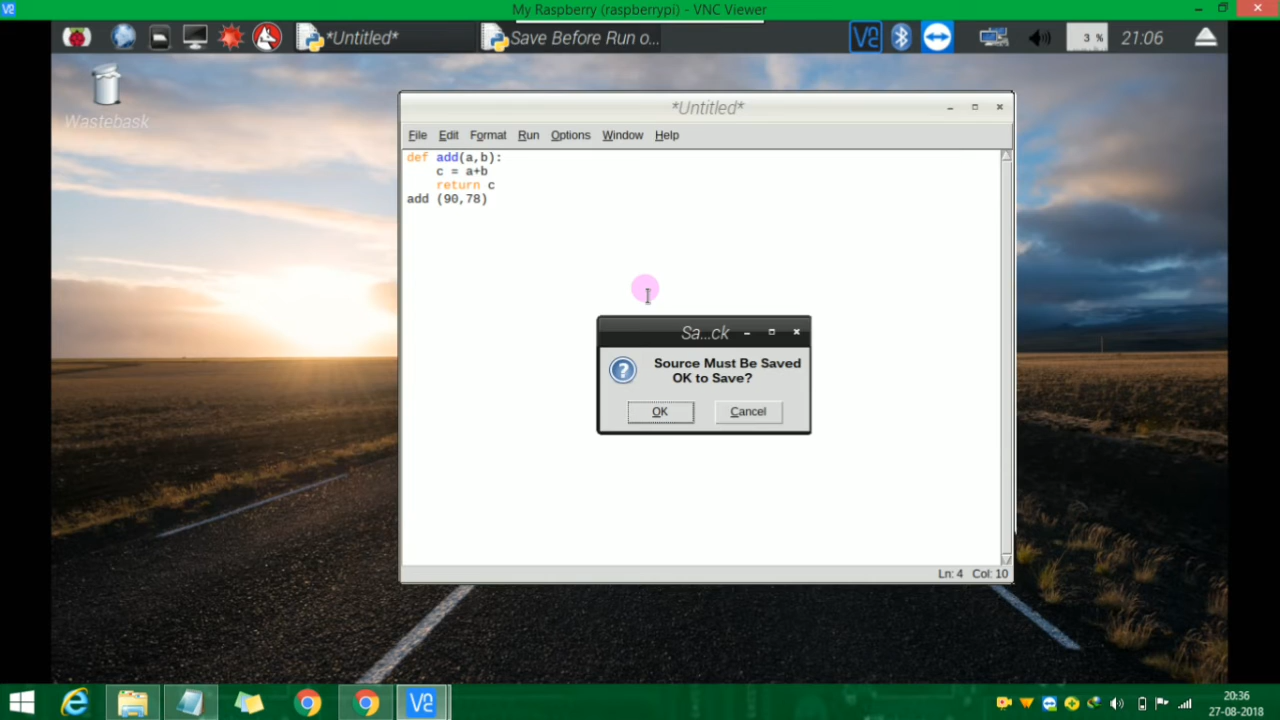 My Raspberry (raspberrypi) - VNC Viewer
*Untitled*
Save Before Run o...
3 %
21:06
Wastebask
*Untitled*
File Edit Format Run Options Window Help
def add(a,b):
c = a+b
return c
add (90,78)
Sa...ck
Source Must Be Saved
OK to Save?
OK Cancel
Ln: 4 Col: 10
20:36
27-08-2018